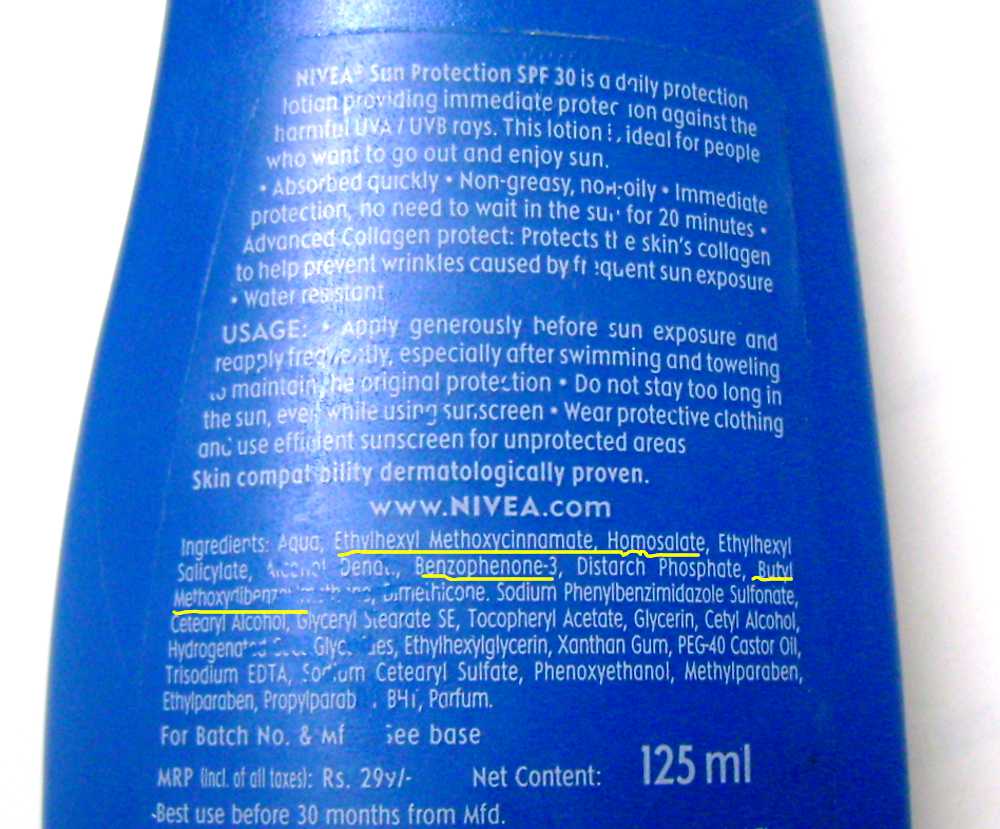 NIVEA® Sun Protection SPF 30 is a daily protection
lotion providing immediate protection against the
harmful UVA / UVB rays. This lotion ideal for people
who want to go out and enjoy sun.
• Absorbed quickly • Non-greasy, non-oily • Immediate
protection, no need to wait in the sun for 20 minutes •
Advanced Collagen protect: Protects the skin's collagen
to help prevent wrinkles caused by frequent sun exposure
• Water resistant
USAGE: • Apply generously before sun exposure and
reapply frequently, especially after swimming and toweling
to maintain the original protection • Do not stay too long in
the sun, even while using sunscreen • Wear protective clothing
and use efficient sunscreen for unprotected areas
Skin compatibility dermatologically proven.
www.NIVEA.com
Ingredients: Aqua, Ethylhexyl Methoxycinnamate, Homosalate, Ethylhexyl
Salicylate, Alcohol Denat., Benzophenone-3, Distarch Phosphate, Butyl
Dimethicone. Sodium Phenylbenzimidazole Sulfonate,
Cetearyl Alcohol, Glyceryl Stearate SE, Tocopheryl Acetate, Glycerin, Cetyl Alcohol,
Hydrogenated Ethylhexylglycerin, Xanthan Gum, PEG-40 Castor Oil,
Trisodium EDTA, Sodium Cetearyl Sulfate, Phenoxyethanol, Methylparaben,
Ethylparaben, Parfum.
For Batch No. & Mf See base
MRP (incl. of all taxes): Rs. Net Content: 125 ml
Best use before 30 months from Mfd.